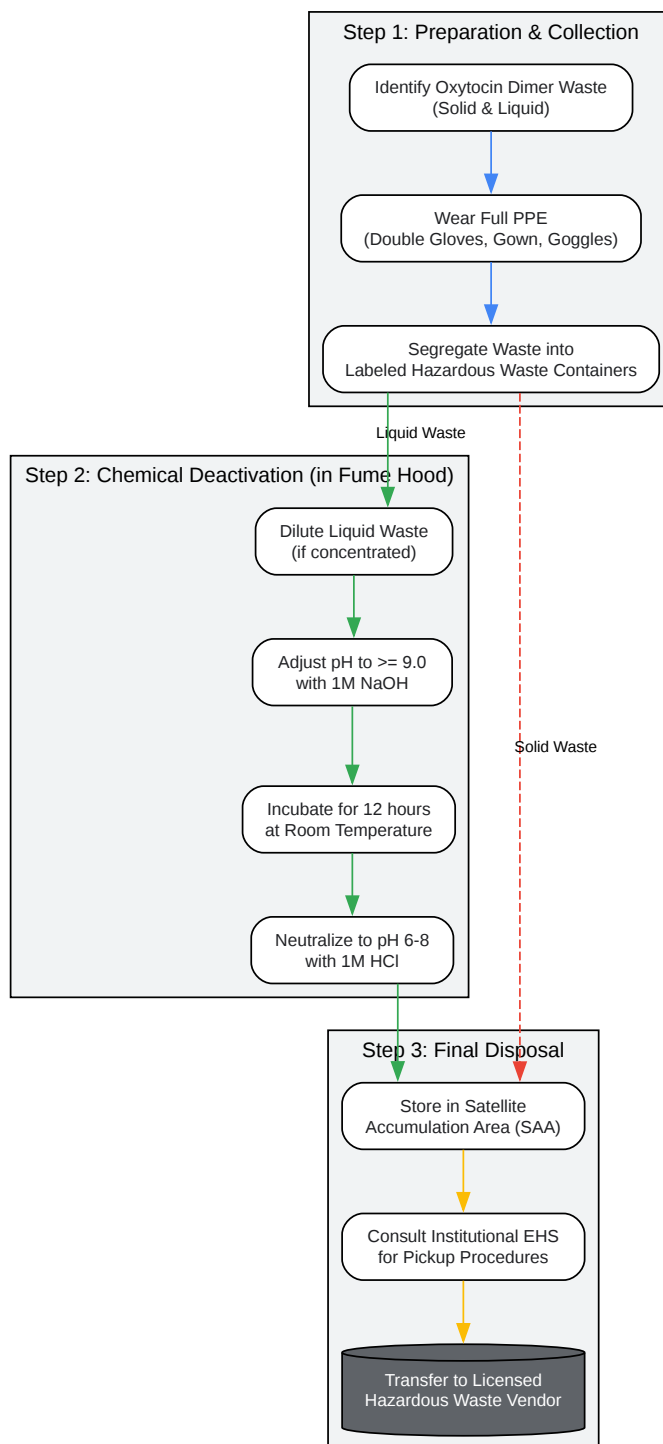 Step 1: Preparation & Collection
Identify Oxytocin Dimer Waste
(Solid & Liquid)
Wear Full PPE
(Double Gloves, Gown, Goggles)
Segregate Waste into
Labeled Hazardous Waste Containers
Liquid Waste
Step 2: Chemical Deactivation (in Fume Hood)
Dilute Liquid Waste
(if concentrated)
Adjust pH to >= 9.0
with 1M NaOH
Solid Waste
Incubate for 12 hours
at Room Temperature
Neutralize to pH 6-8
with 1M HCl
Step 3: Final Disposal
Store in Satellite
Accumulation Area (SAA)
Consult Institutional EHS
for Pickup Procedures
Transfer to Licensed
Hazardous Waste Vendor